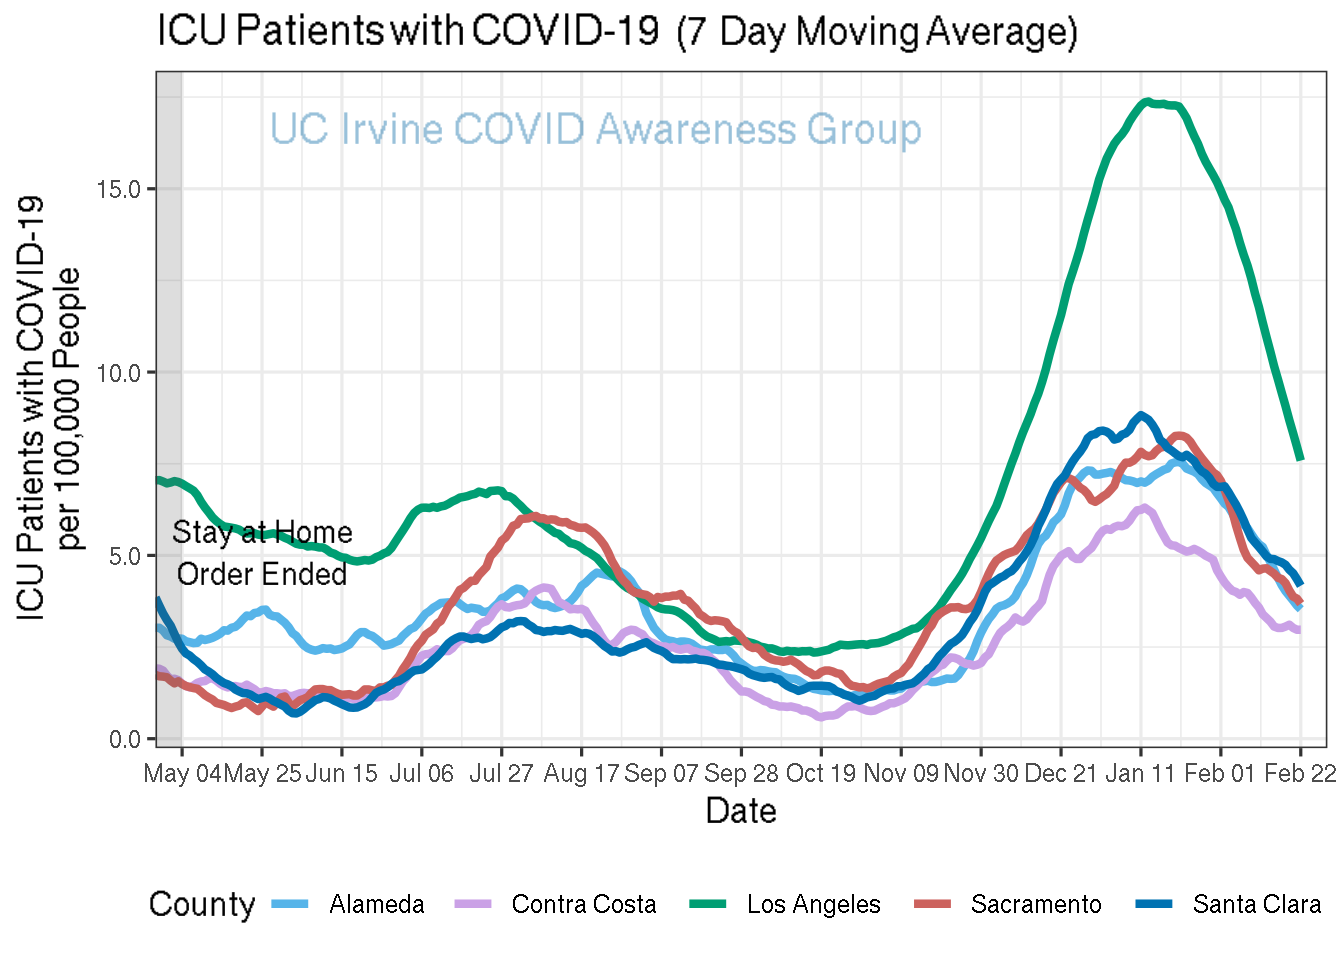 ICU Patients with COVID-19 (7 Day Moving Average)
UC Irvine COVID Awareness Group
ICU Patients with COVID-19
per 100,000 People
15.0
10.0
5.0
0.0
Stay at Home
Order Ended
May 04 May 25 Jun 15 Jul 06 Jul 27 Aug 17 Sep 07 Sep 28 Oct 19 Nov 09 Nov 30 Dec 21 Jan 11 Feb 01 Feb 22
Date
County Alameda Contra Costa Los Angeles Sacramento Santa Clara